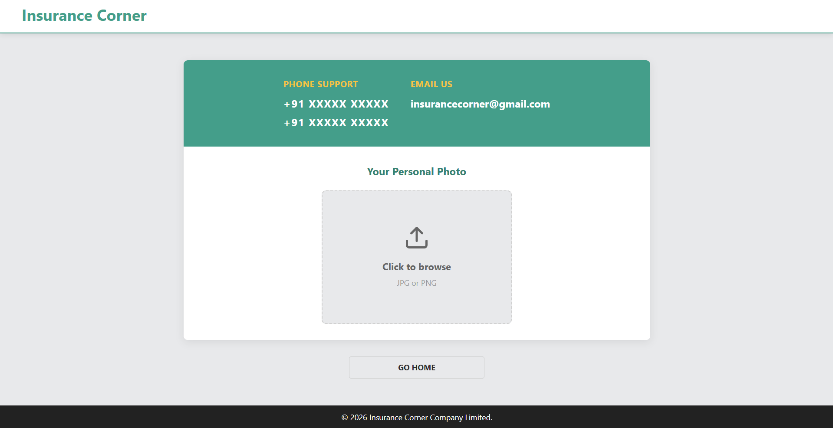 Insurance Corner
PHONE SUPPORT
+91 XXXXX XXXXX
+91 XXXXX XXXXX
EMAIL US
insurancecorner@gmail.com
Your Personal Photo
Click to browse
JPG or PNG
GO HOME
© 2026 Insurance Corner Company Limited.